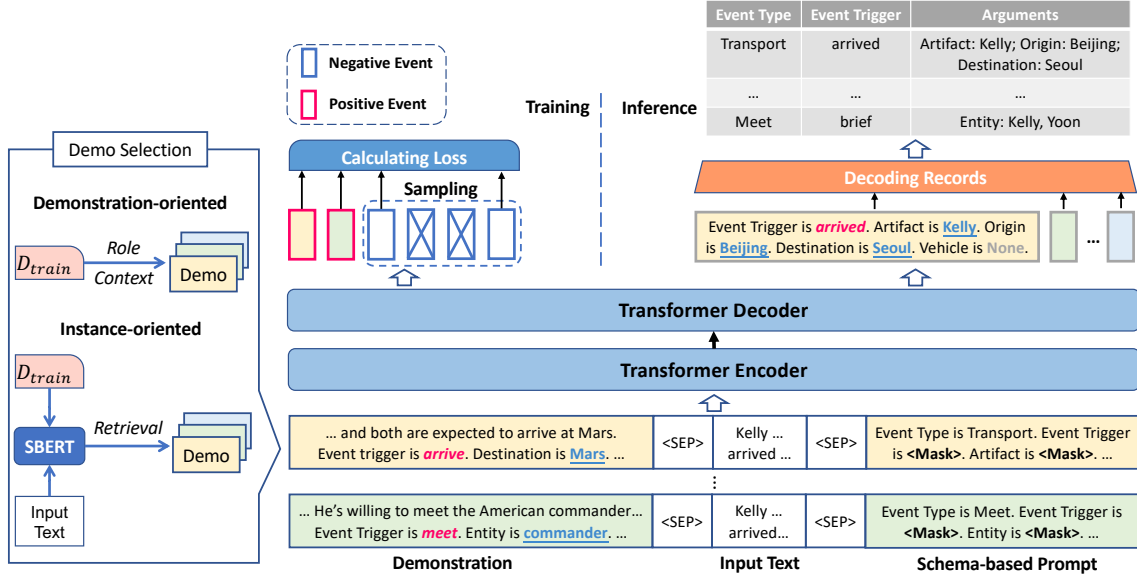 Demo Selection
Demonstration-oriented
D_train
Role
Context
Demo
Instance-oriented
D_train
SBERT
Retrieval
Demo
Input
Text
Negative Event
Positive Event
Training
Inference
Calculating Loss
Sampling
Event Type Event Trigger Arguments
Transport arrived Artifact: Kelly; Origin: Beijing;
Destination: Seoul
... ... ...
Meet brief Entity: Kelly, Yoon
Decoding Records
Event Trigger is arrived. Artifact is Kelly. Origin
is Beijing. Destination is Seoul. Vehicle is None.
...
Transformer Decoder
Transformer Encoder
... and both are expected to arrive at Mars.
Event trigger is arrive. Destination is Mars. ...
<SEP>
Kelly ...
arrived ...
<SEP>
Event Type is Transport. Event Trigger
is <Mask>. Artifact is <Mask>. ...
...
... He's willing to meet the American commander...
Event Trigger is meet. Entity is commander. ...
<SEP>
Kelly ...
arrived...
<SEP>
Event Type is Meet. Event Trigger is
<Mask>. Entity is <Mask>. ...
Demonstration
Input Text
Schema-based Prompt